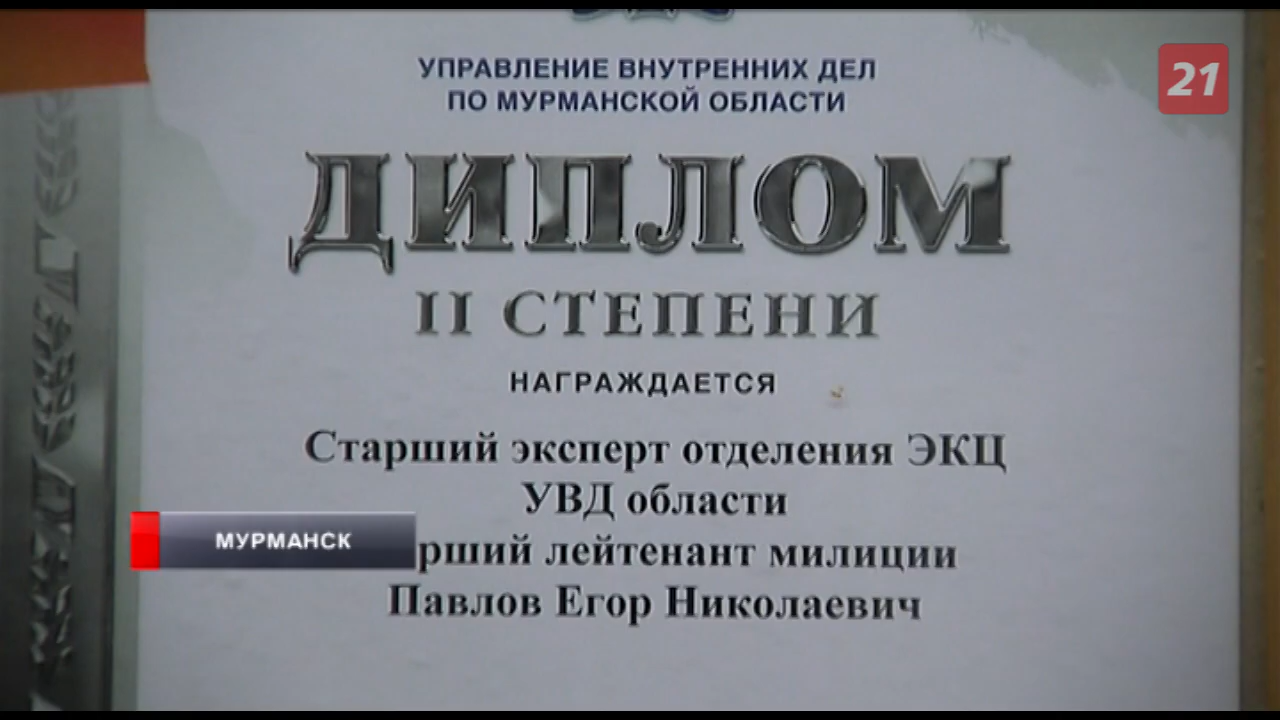 УПРАВЛЕНИЕ ВНУТРЕННИХ ДЕЛ
ПО МУРМАНСКОЙ ОБЛАСТИ
21
ДИПЛОМ
II СТЕПЕНИ
НАГРАЖДАЕТСЯ
Старший эксперт отделения ЭКЦ
УВД области
МУРМАНСК
рший лейтенант милиции
Павлов Егор Николаевич